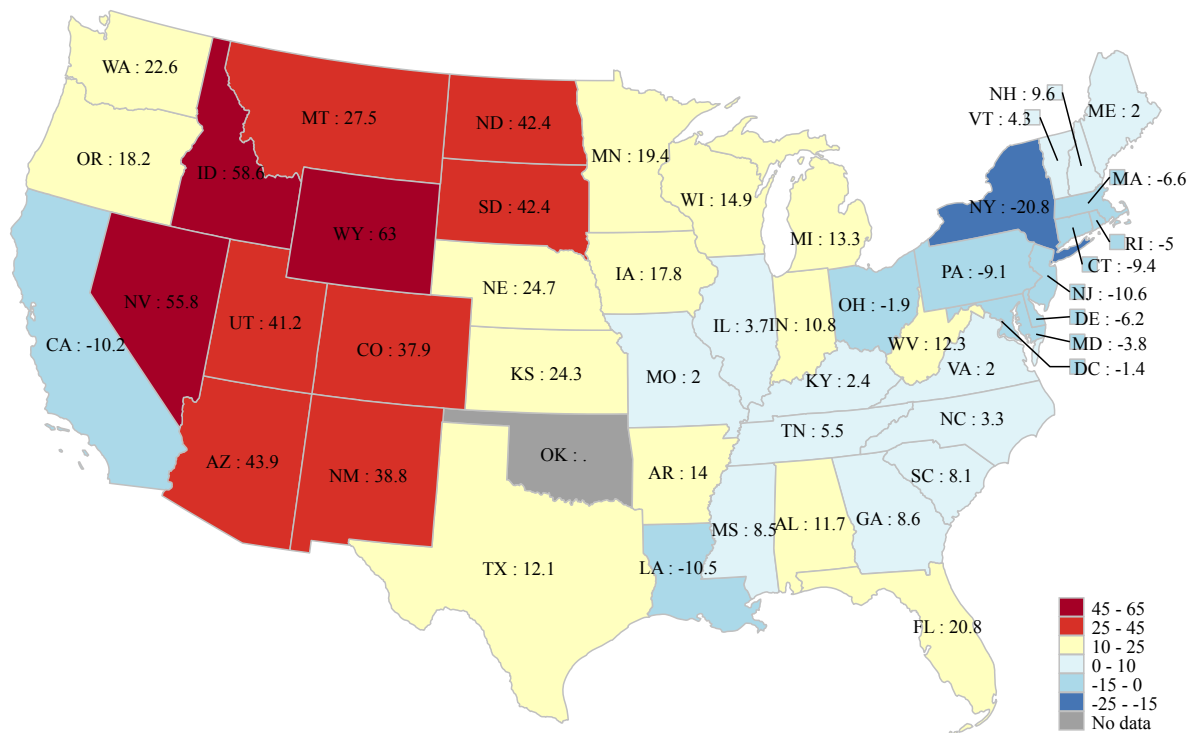 WA : 22.6
OR : 18.2
CA : -10.2
ID : 58.6
NV : 55.8
MT : 27.5
WY : 63
UT : 41.2
AZ : 43.9
CO : 37.9
NM : 38.8
ND : 42.4
SD : 42.4
NE : 24.7
KS : 24.3
OK : .
TX : 12.1
MN : 19.4
IA : 17.8
MO : 2
AR : 14
LA : -10.5
WI : 14.9
IL : 3.7
MS : 8.5
MI : 13.3
IN : 10.8
KY : 2.4
TN : 5.5
AL : 11.7
OH : -1.9
WV : 12.3
GA : 8.6
FL : 20.8
SC : 8.1
NC : 3.3
VA : 2
PA : -9.1
NY : -20.8
VT : 4.3
NH : 9.6
ME : 2
MA : -6.6
RI : -5
CT : -9.4
NJ : -10.6
DE : -6.2
MD : -3.8
DC : -1.4
45 - 65
25 - 45
10 - 25
0 - 10
-15 - 0
-25 - -15
No data